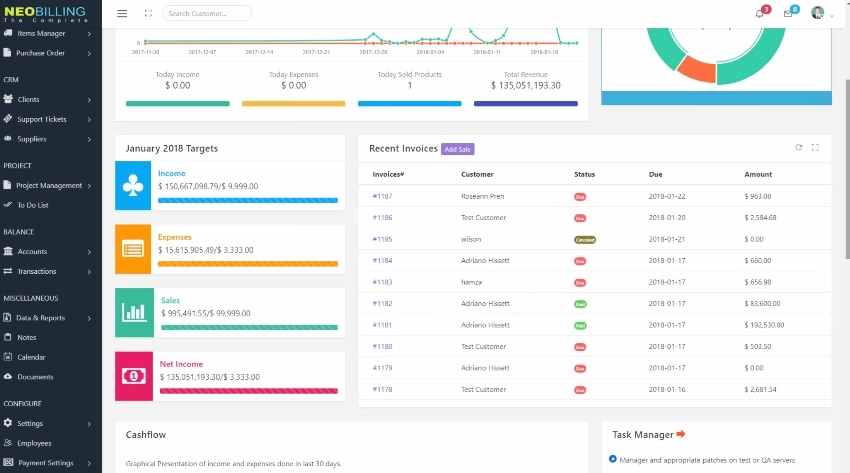 NEOBILLING
The Complete
Search Customer...
3
0
Items Manager
Purchase Order
CRM
Clients
Support Tickets
Suppliers
PROJECT
Project Management
To Do List
BALANCE
Accounts
Transactions
MISCELLANEOUS
Data & Reports
Notes
Calendar
Documents
CONFIGURE
Settings
Employees
Payment Settings
0
2017-11-30 2017-12-07 2017-12-14 2017-12-21 2017-12-28 2018-01-04 2018-01-11 2018-01-18
Today Income Today Expenses Today Sold Products Total Revenue
$ 0.00 $ 0.00 1 $ 135,051,193.30
January 2018 Targets
Income
$ 150,667,098.79/$ 9,999.00
Expenses
$ 15,615,905.49/$ 3,333.00
Sales
$ 995,491.55/$ 99,999.00
Net Income
$ 135,051,193.30/$ 3,333.00
Recent Invoices Add Sale
Invoices# Customer Status Due Amount
#1187 Roseann Pren Due 2018-01-22 $ 963.08
#1186 Test Customer Due 2018-01-20 $ 2,584.68
#1185 wilson Canceled 2018-01-21 $ 0.00
#1184 Adriano Hissett Due 2018-01-17 $ 660.00
#1183 hamza Due 2018-01-17 $ 656.98
#1182 Adriano Hissett Paid 2018-01-17 $ 83,600.00
#1181 Adriano Hissett Paid 2018-01-17 $ 192,530.80
#1180 Test Customer Due 2018-01-17 $ 503.50
#1179 Adriano Hissett Due 2018-01-17 $ 0.00
#1178 Test Customer Due 2018-01-16 $ 2,681.54
Cashflow
Graphical Presentation of income and expenses done in last 30 days.
Task Manager
Manager and appropriate patches on test or QA servers